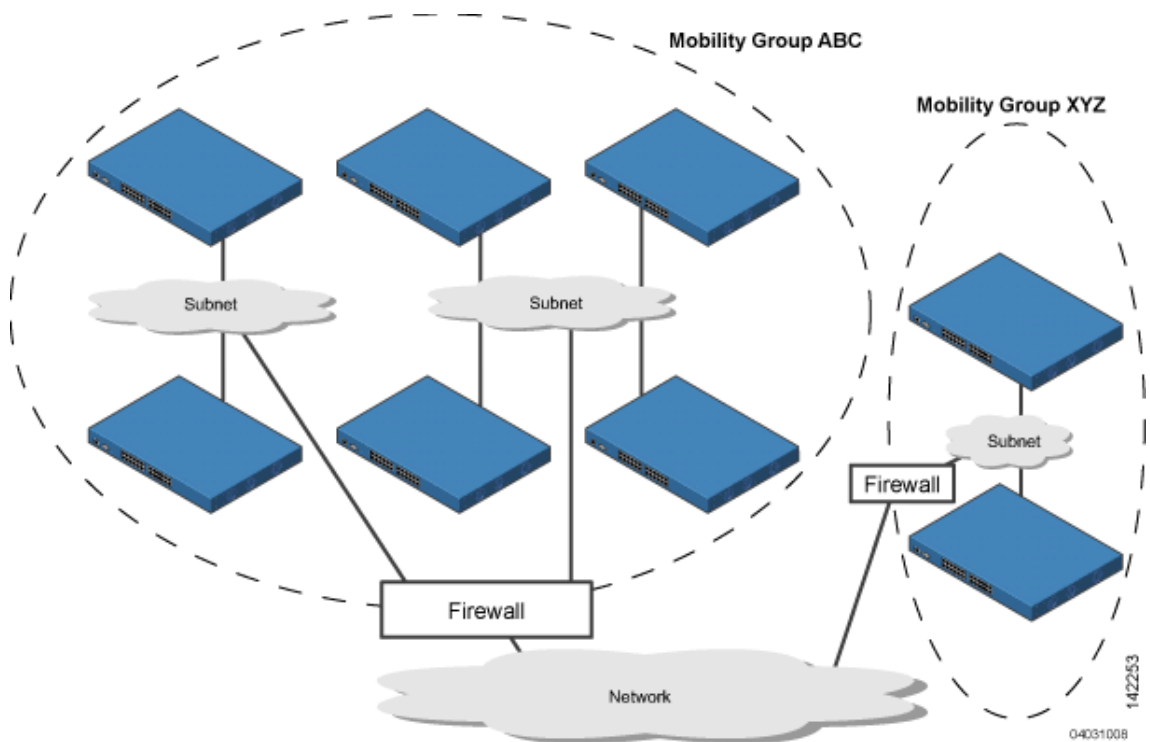 Mobility Group ABC
Mobility Group XYZ
Subnet
Subnet
Subnet
Firewall
Firewall
Network
142253
04031008